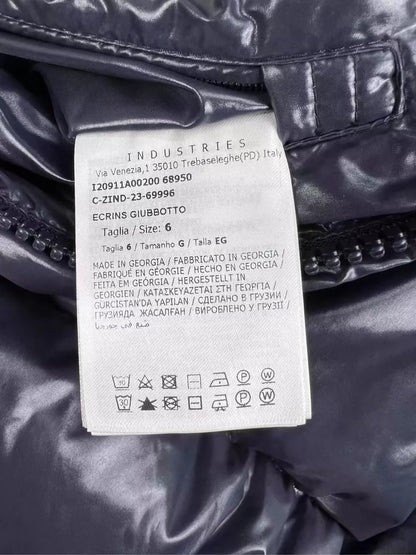 INDUSTRIES
Via Venezia,1 35010 Trebaseleghe(PD) Italy
I20911A00200 68950
C-ZIND-23-69996
ECRINS GIUBBOTTO
Taglia / Size: 6
Taglia 6 / Tamanho G / Talla EG
MADE IN GEORGIA / FABBRICATO IN GEORGIA /
FABRIQUÉ EN GÉORGIE / HECHO EN GEORGIA /
FEITA EM GEÓRGIA / HERGESTELLT IN
GEORGIEN / ΚΑΤΑΣΚΕΥΑΖΕΤΑΙ ΣΤΗ ΓΕΩΡΓΙΑ /
GÜRCISTAN'DA YAPILAN / СДЕЛАНО В ГРУЗИИ /
ГРУЗИЯДА ЖАСАЛҒАН / ВИРОБЛЕНО У ГРУЗІЇ /
صنع في جورجيا
30 P W
30 P W